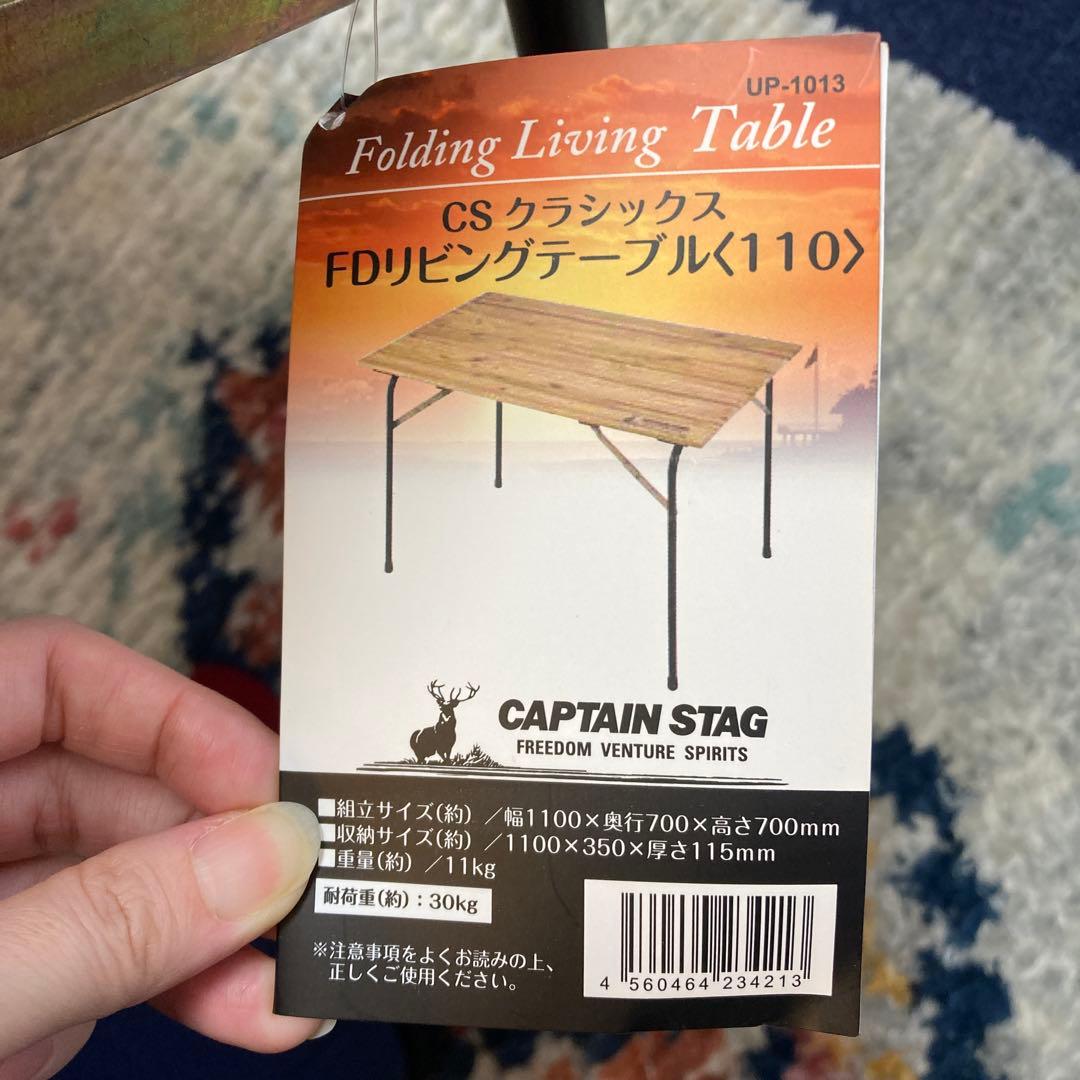 UP-1013
Folding Living Table
CS クラシックス
FDリビングテーブル〈110〉
CAPTAIN STAG
FREEDOM VENTURE SPIRITS
■組立サイズ(約) ／幅1100×奥行700×高さ700mm
■収納サイズ(約) ／1100×350×厚さ115mm
■重量(約) ／11kg
耐荷重(約)：30kg
※注意事項をよくお読みの上、
正しくご使用ください。
4 560464 234213